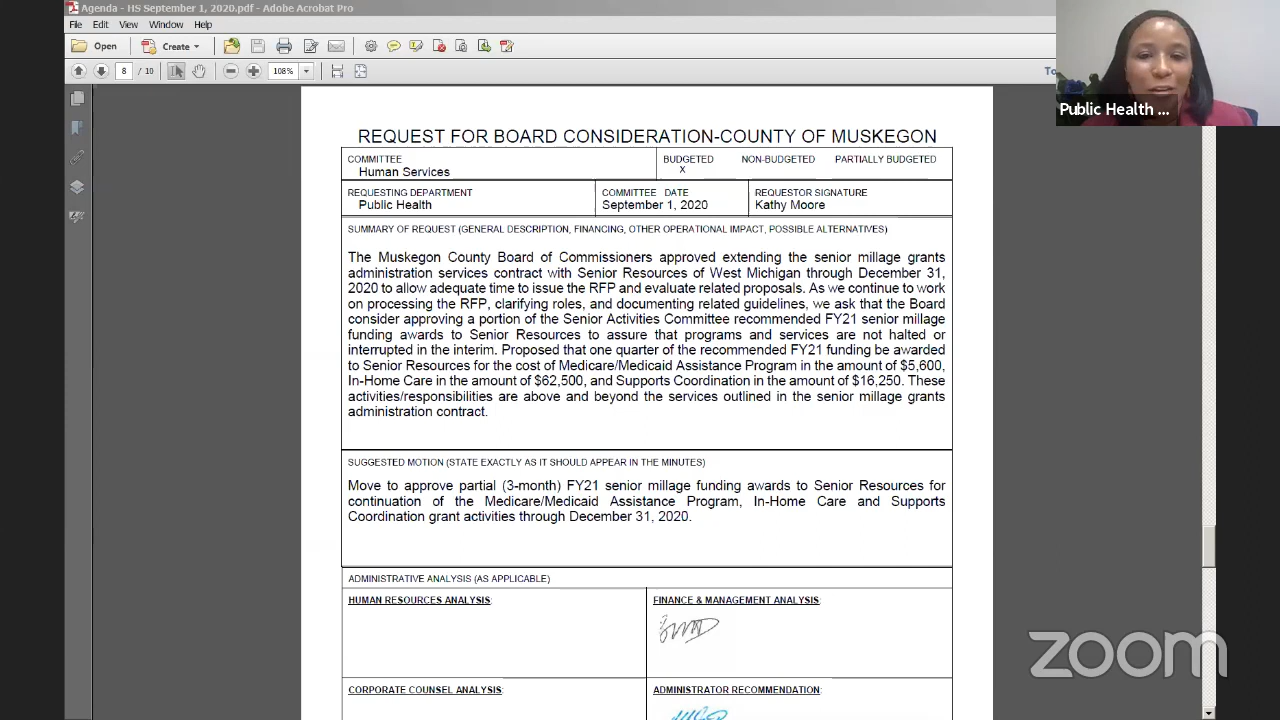 Agenda - HS September 1, 2020.pdf - Adobe Acrobat Pro
File Edit View Window Help
Open Create
8 / 10 108% To
Public Health ...
REQUEST FOR BOARD CONSIDERATION-COUNTY OF MUSKEGON
COMMITTEE BUDGETED NON-BUDGETED PARTIALLY BUDGETED
Human Services X
REQUESTING DEPARTMENT COMMITTEE DATE REQUESTOR SIGNATURE
Public Health September 1, 2020 Kathy Moore
SUMMARY OF REQUEST (GENERAL DESCRIPTION, FINANCING, OTHER OPERATIONAL IMPACT, POSSIBLE ALTERNATIVES)
The Muskegon County Board of Commissioners approved extending the senior millage grants
administration services contract with Senior Resources of West Michigan through December 31,
2020 to allow adequate time to issue the RFP and evaluate related proposals. As we continue to work
on processing the RFP, clarifying roles, and documenting related guidelines, we ask that the Board
consider approving a portion of the Senior Activities Committee recommended FY21 senior millage
funding awards to Senior Resources to assure that programs and services are not halted or
interrupted in the interim. Proposed that one quarter of the recommended FY21 funding be awarded
to Senior Resources for the cost of Medicare/Medicaid Assistance Program in the amount of $5,600,
In-Home Care in the amount of $62,500, and Supports Coordination in the amount of $16,250. These
activities/responsibilities are above and beyond the services outlined in the senior millage grants
administration contract.
SUGGESTED MOTION (STATE EXACTLY AS IT SHOULD APPEAR IN THE MINUTES)
Move to approve partial (3-month) FY21 senior millage funding awards to Senior Resources for
continuation of the Medicare/Medicaid Assistance Program, In-Home Care and Supports
Coordination grant activities through December 31, 2020.
ADMINISTRATIVE ANALYSIS (AS APPLICABLE)
HUMAN RESOURCES ANALYSIS: FINANCE & MANAGEMENT ANALYSIS:
CORPORATE COUNSEL ANALYSIS: ADMINISTRATOR RECOMMENDATION:
zoom